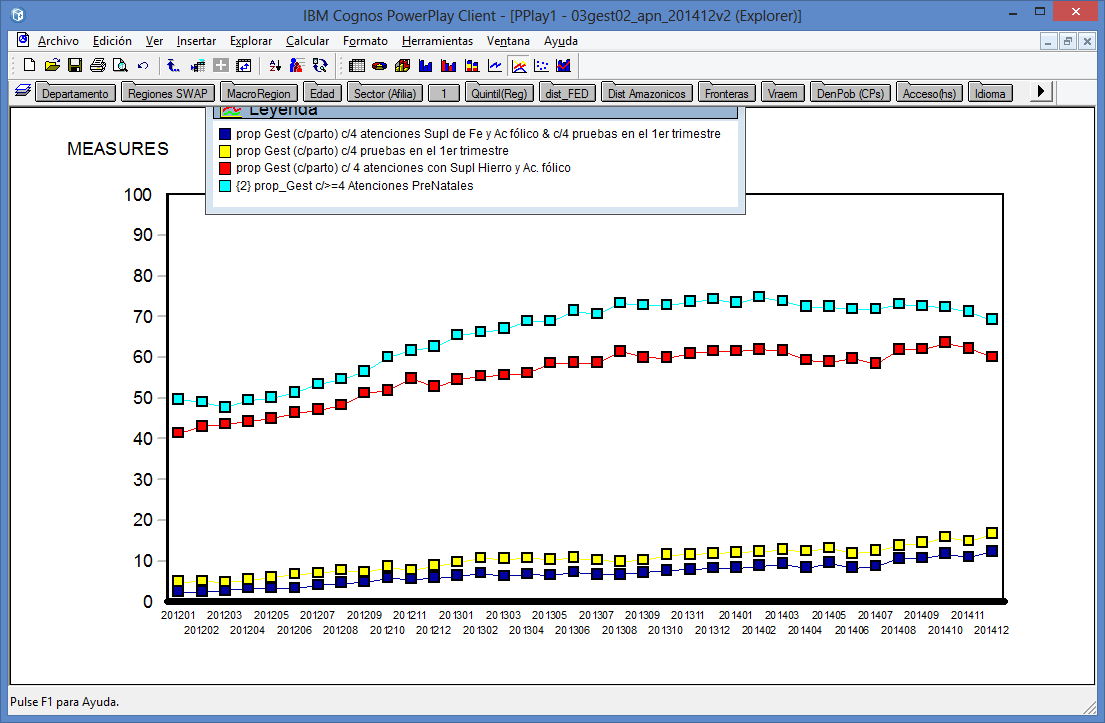 IBM Cognos PowerPlay Client - [PPlay1 - 03gest02_apn_201412v2 (Explorer)]
Archivo Edición Ver Insertar Explorar Calcular Formato Herramientas Ventana Ayuda
Departamento Regiones SWAP MacroRegion Edad Sector (Afilia) 1 Quintil(Reg) dist_FED Dist Amazonicos Fronteras Vraem DenPob (CPs) Acceso(hs) Idioma
Leyenda
prop Gest (c/parto) c/4 atenciones Supl de Fe y Ac fólico & c/4 pruebas en el 1er trimestre
prop Gest (c/parto) c/4 pruebas en el 1er trimestre
prop Gest (c/parto) c/ 4 atenciones con Supl Hierro y Ac. fólico
{2} prop_Gest c/>=4 Atenciones PreNatales
MEASURES
100
90
80
70
60
50
40
30
20
10
0
201201 201203 201205 201207 201209 201211 201301 201303 201305 201307 201309 201311 201401 201403 201405 201407 201409 201411
201202 201204 201206 201208 201210 201212 201302 201304 201306 201308 201310 201312 201402 201404 201406 201408 201410 201412
Pulse F1 para Ayuda.